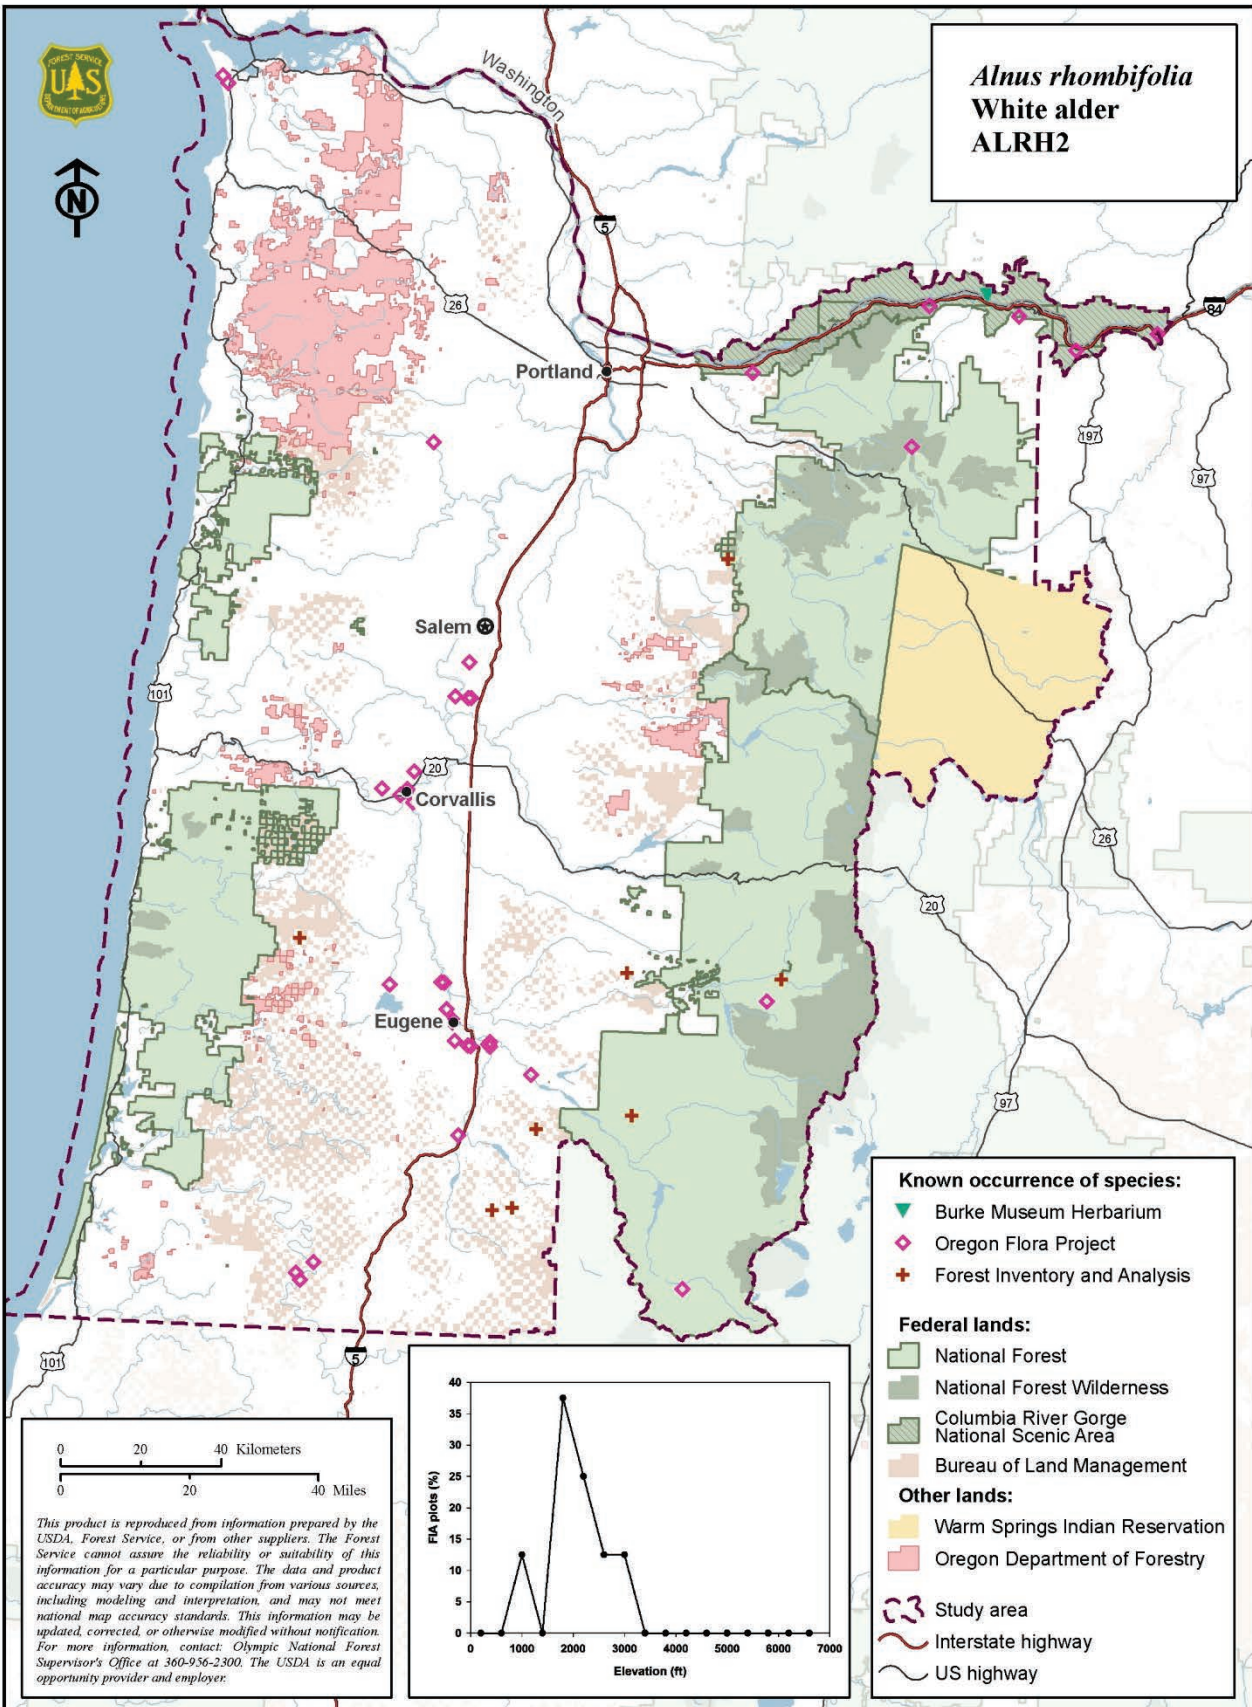 FOREST SERVICE
U S
DEPARTMENT OF AGRICULTURE
N
Washington
Alnus rhombifolia
White alder
ALRH2
5
26
84
Portland
197
97
Salem
101
20
Corvallis
26
20
Eugene
97
5
101
Known occurrence of species:
Burke Museum Herbarium
Oregon Flora Project
Forest Inventory and Analysis
Federal lands:
National Forest
National Forest Wilderness
Columbia River Gorge
National Scenic Area
Bureau of Land Management
Other lands:
Warm Springs Indian Reservation
Oregon Department of Forestry
Study area
Interstate highway
US highway
0 20 40 Kilometers
0 20 40 Miles
This product is reproduced from information prepared by the
USDA, Forest Service, or from other suppliers. The Forest
Service cannot assure the reliability or suitability of this
information for a particular purpose. The data and product
accuracy may vary due to compilation from various sources,
including modeling and interpretation, and may not meet
national map accuracy standards. This information may be
updated, corrected, or otherwise modified without notification.
For more information, contact: Olympic National Forest
Supervisor's Office at 360-956-2300. The USDA is an equal
opportunity provider and employer.
FIA plots (%)
40
35
30
25
20
15
10
5
0
0 1000 2000 3000 4000 5000 6000 7000
Elevation (ft)